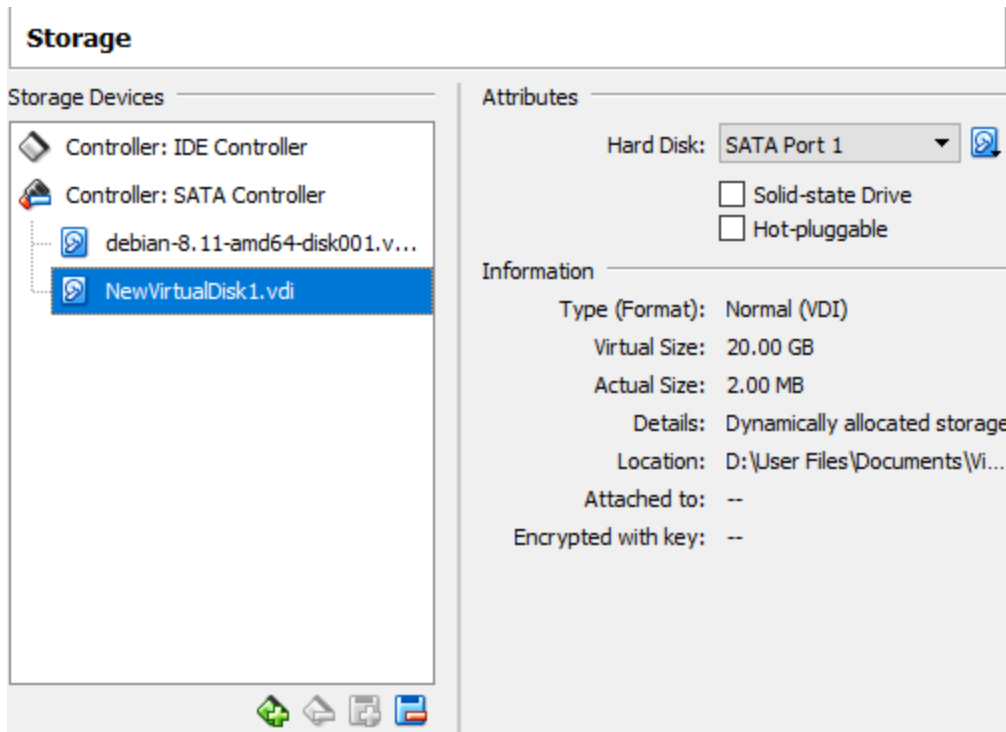 Storage
Storage Devices
Controller: IDE Controller
Controller: SATA Controller
debian-8.11-amd64-disk001.v...
NewVirtualDisk1.vdi
Attributes
Hard Disk: SATA Port 1
Solid-state Drive
Hot-pluggable
Information
Type (Format): Normal (VDI)
Virtual Size: 20.00 GB
Actual Size: 2.00 MB
Details: Dynamically allocated storage
Location: D:\User Files\Documents\Vi...
Attached to: --
Encrypted with key: --